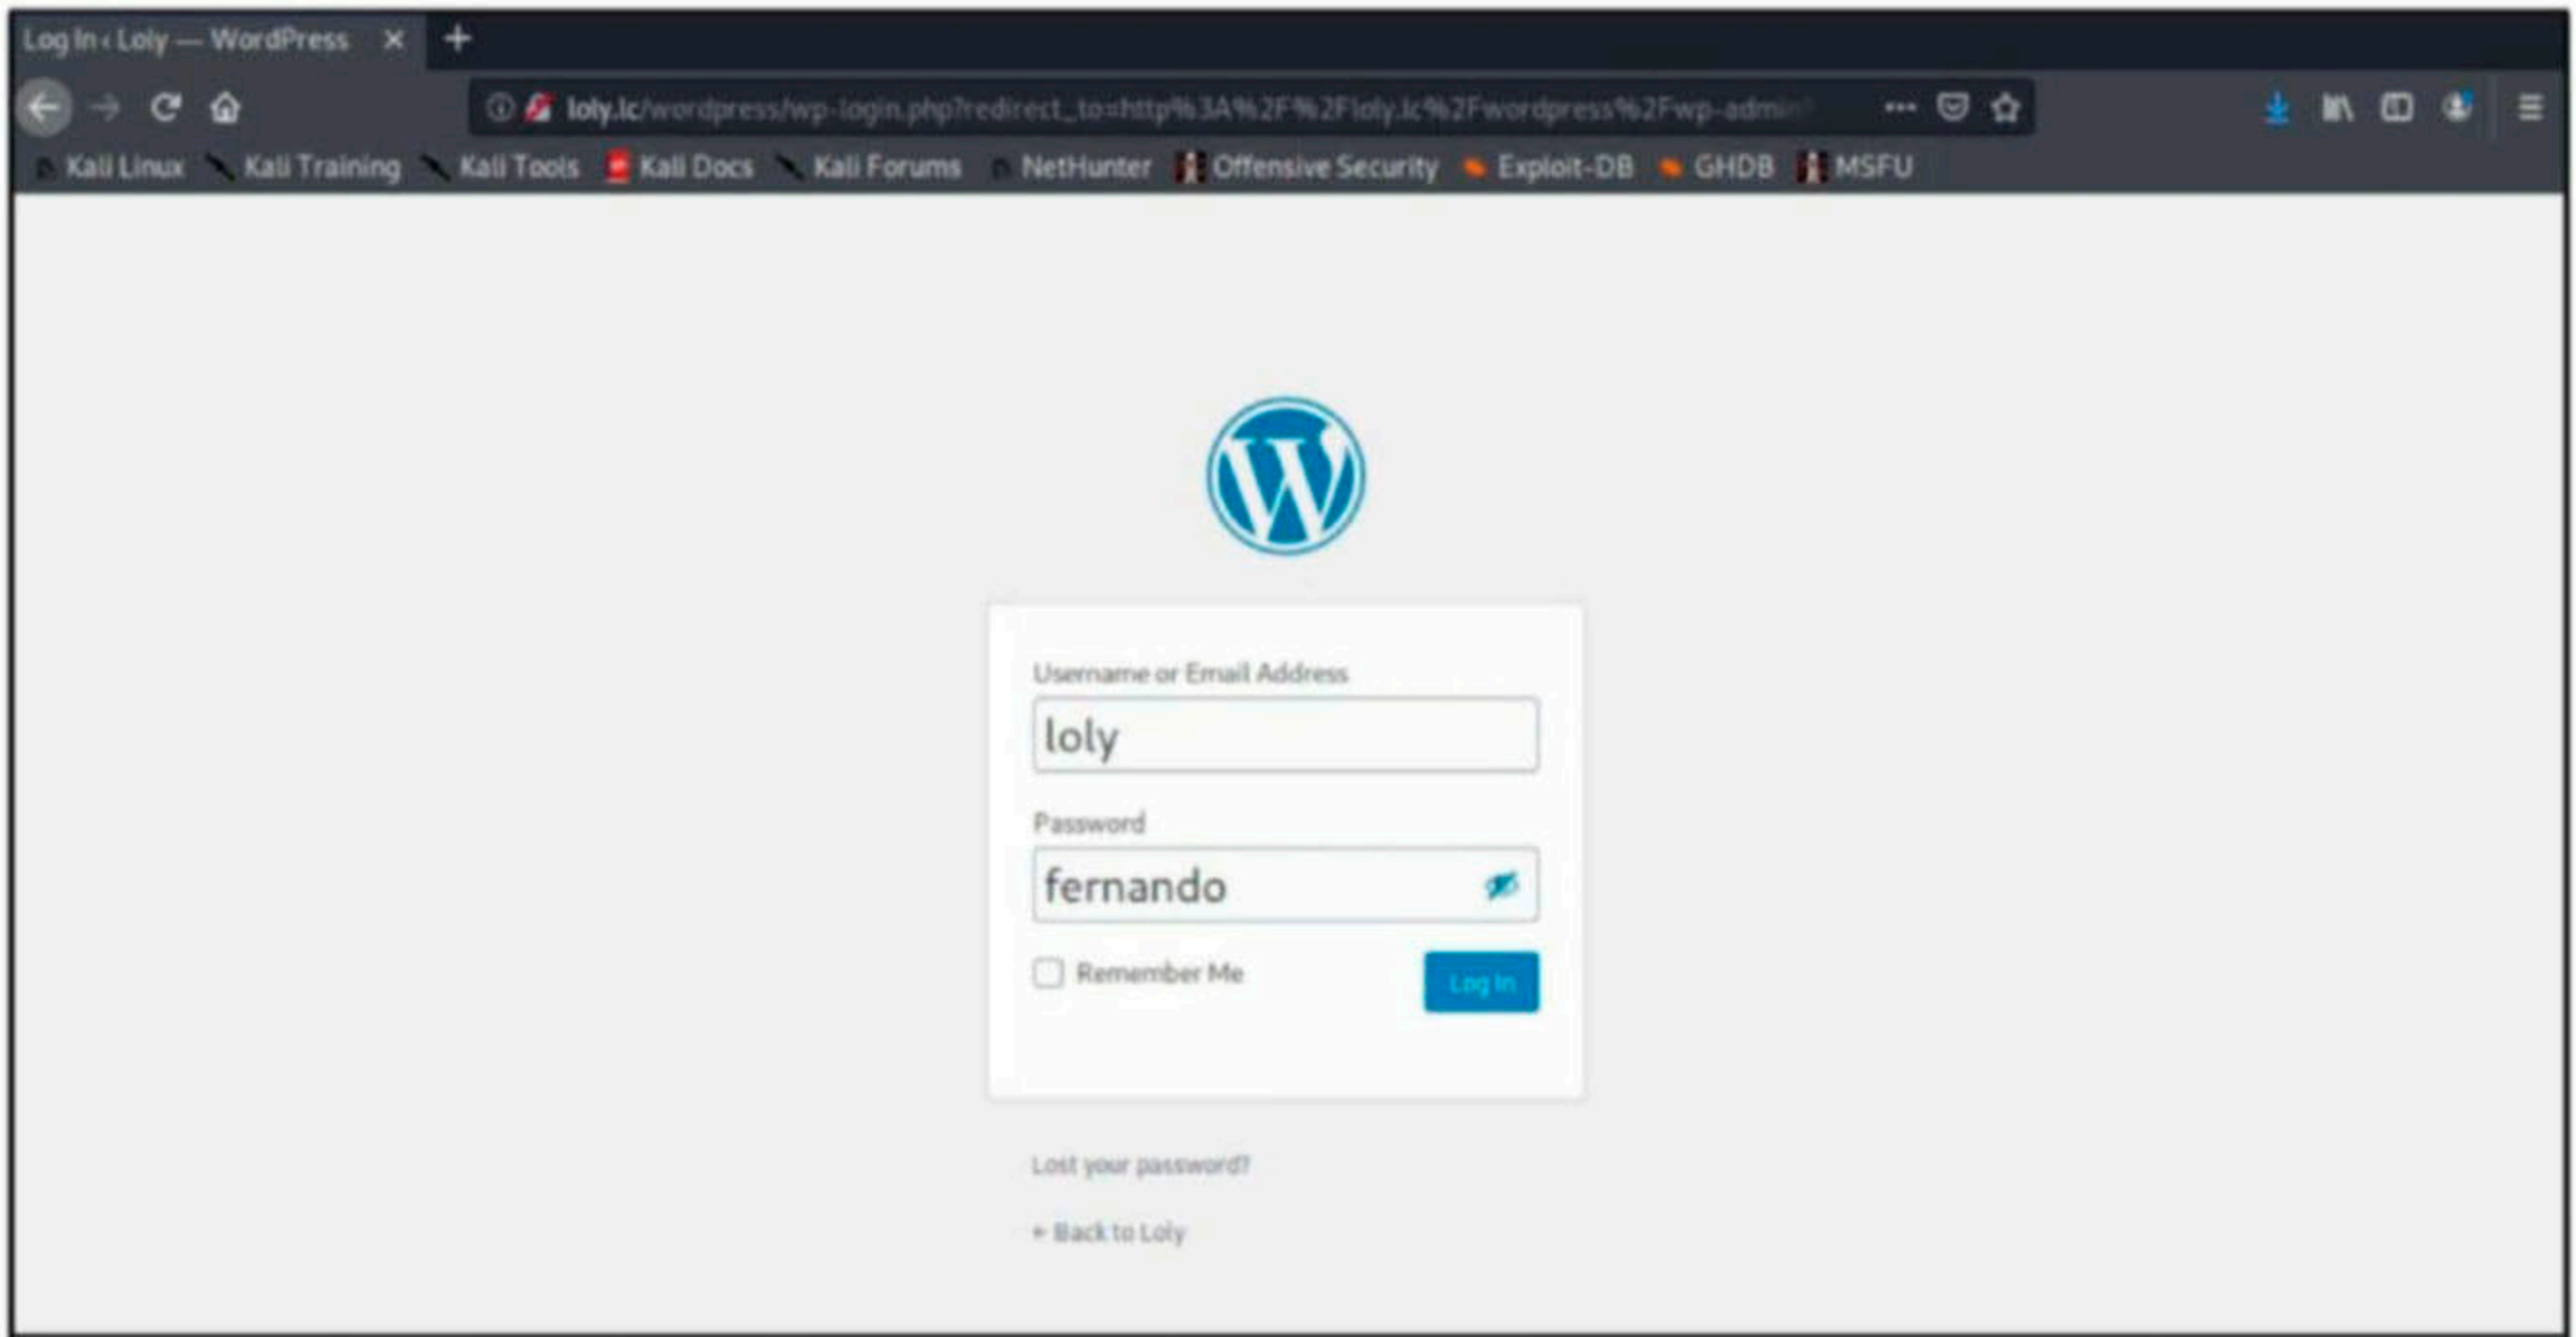 Log In ‹ Loly — WordPress
loly.lc/wordpress/wp-login.php?redirect_to=http%3A%2F%2Floly.lc%2Fwordpress%2Fwp-admin
Kali Linux Kali Training Kali Tools Kali Docs Kali Forums NetHunter Offensive Security Exploit-DB GHDB MSFU
Username or Email Address
loly
Password
fernando
Remember Me Log In
Lost your password?
← Back to Loly